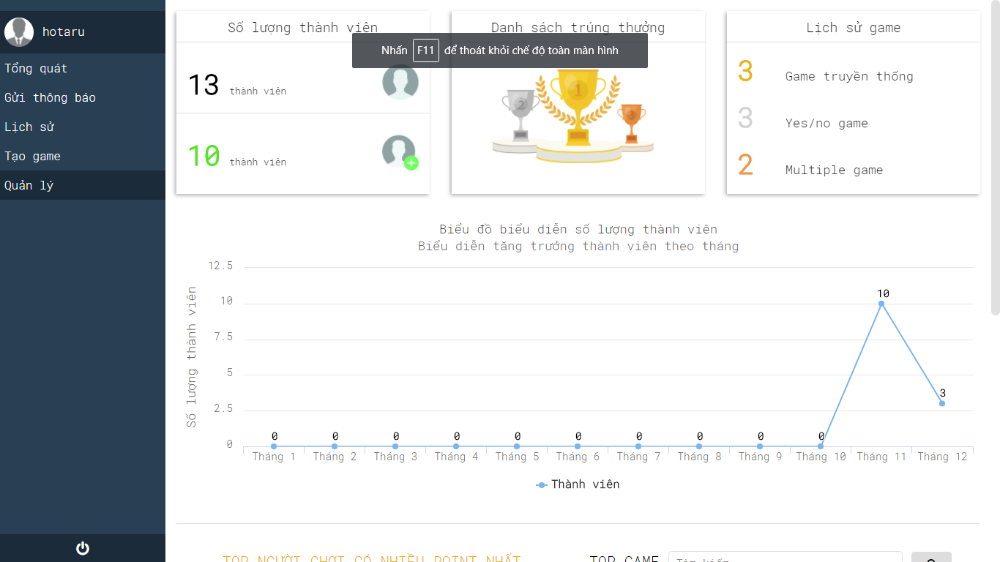 hotaru
Tổng quát
Gửi thông báo
Lịch sử
Tạo game
Quản lý
Số lượng thành viên
13 thành viên
10 thành viên
Danh sách trúng thưởng
Nhấn F11 để thoát khỏi chế độ toàn màn hình
2 1 3
Lịch sử game
3 Game truyền thống
3 Yes/no game
2 Multiple game
Biểu đồ biểu diễn số lượng thành viên
Biểu diễn tăng trưởng thành viên theo tháng
Số lượng thành viên
12.5
10
7.5
5
2.5
0
0 0 0 0 0 0 0 0 0 0 10 3
Tháng 1 Tháng 2 Tháng 3 Tháng 4 Tháng 5 Tháng 6 Tháng 7 Tháng 8 Tháng 9 Tháng 10 Tháng 11 Tháng 12
Thành viên
TOP NGƯỜI CHƠI CÓ NHIỀU POINT NHẤT
TOP GAME Tìm kiếm